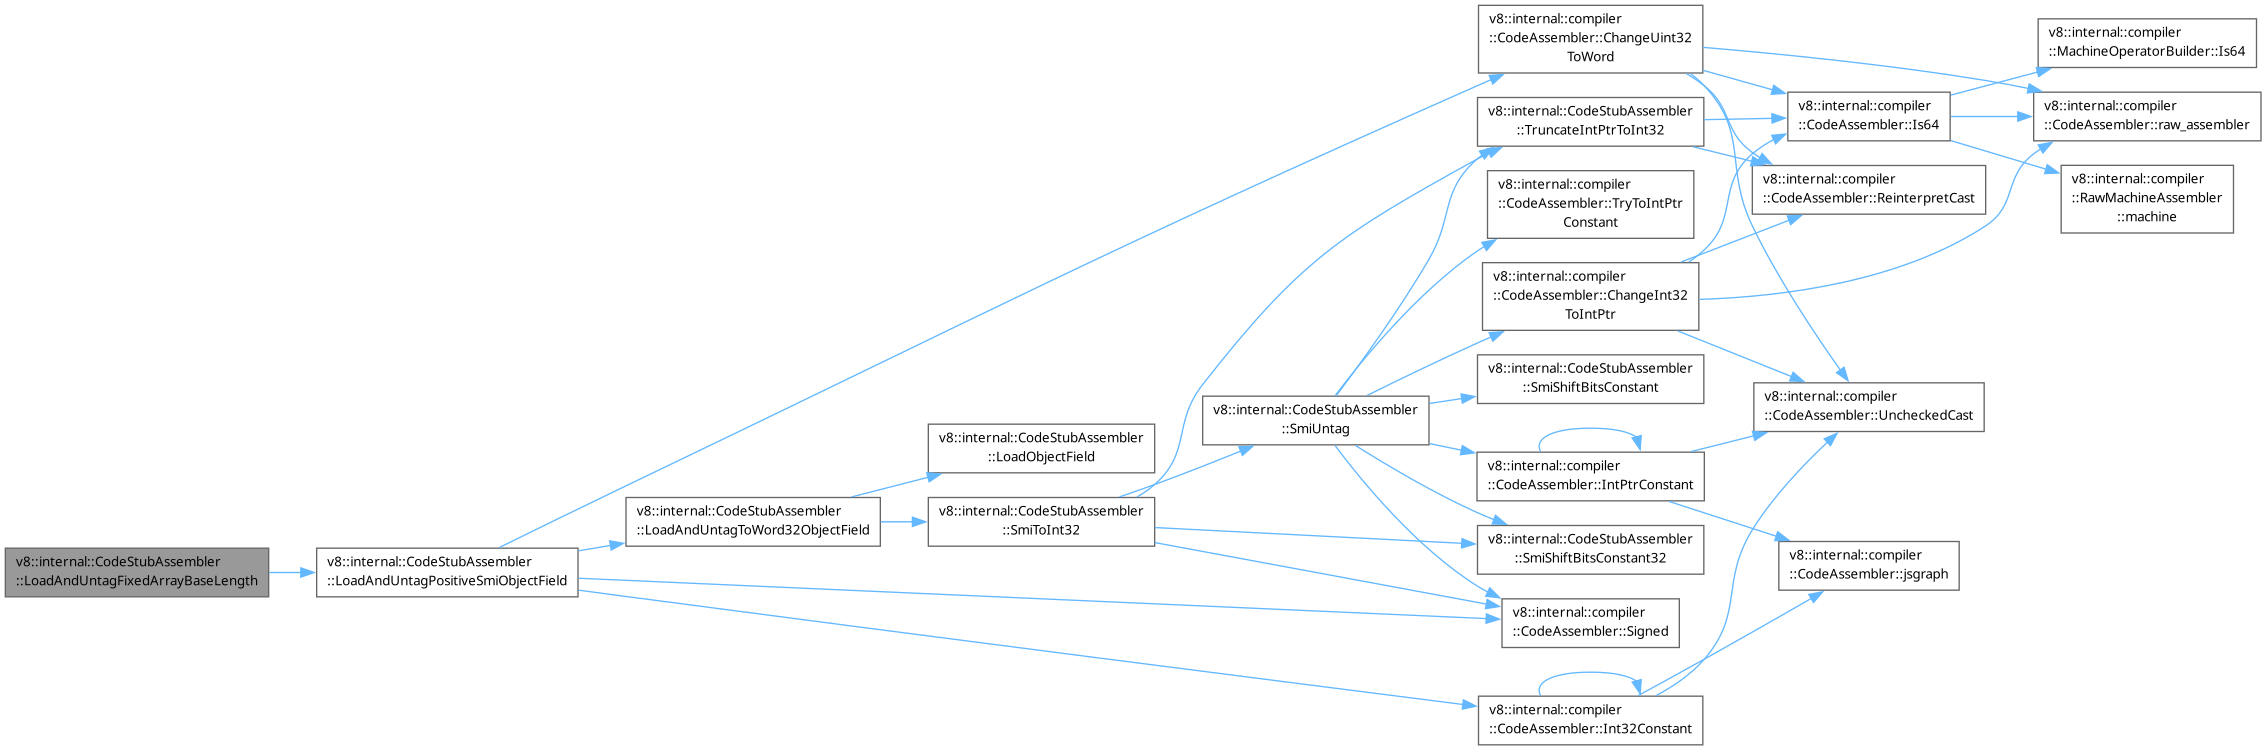 v8::internal::CodeStubAssembler
::LoadAndUntagFixedArrayBaseLength
v8::internal::CodeStubAssembler
::LoadAndUntagPositiveSmiObjectField
v8::internal::CodeStubAssembler
::LoadAndUntagToWord32ObjectField
v8::internal::CodeStubAssembler
::LoadObjectField
v8::internal::CodeStubAssembler
::SmiToInt32
v8::internal::CodeStubAssembler
::SmiUntag
v8::internal::compiler
::CodeAssembler::ChangeUint32
ToWord
v8::internal::CodeStubAssembler
::TruncateIntPtrToInt32
v8::internal::compiler
::CodeAssembler::TryToIntPtr
Constant
v8::internal::compiler
::CodeAssembler::ChangeInt32
ToIntPtr
v8::internal::CodeStubAssembler
::SmiShiftBitsConstant
v8::internal::compiler
::CodeAssembler::IntPtrConstant
v8::internal::CodeStubAssembler
::SmiShiftBitsConstant32
v8::internal::compiler
::CodeAssembler::Signed
v8::internal::compiler
::CodeAssembler::Int32Constant
v8::internal::compiler
::CodeAssembler::Is64
v8::internal::compiler
::CodeAssembler::ReinterpretCast
v8::internal::compiler
::CodeAssembler::UncheckedCast
v8::internal::compiler
::CodeAssembler::jsgraph
v8::internal::compiler
::MachineOperatorBuilder::Is64
v8::internal::compiler
::CodeAssembler::raw_assembler
v8::internal::compiler
::RawMachineAssembler
::machine